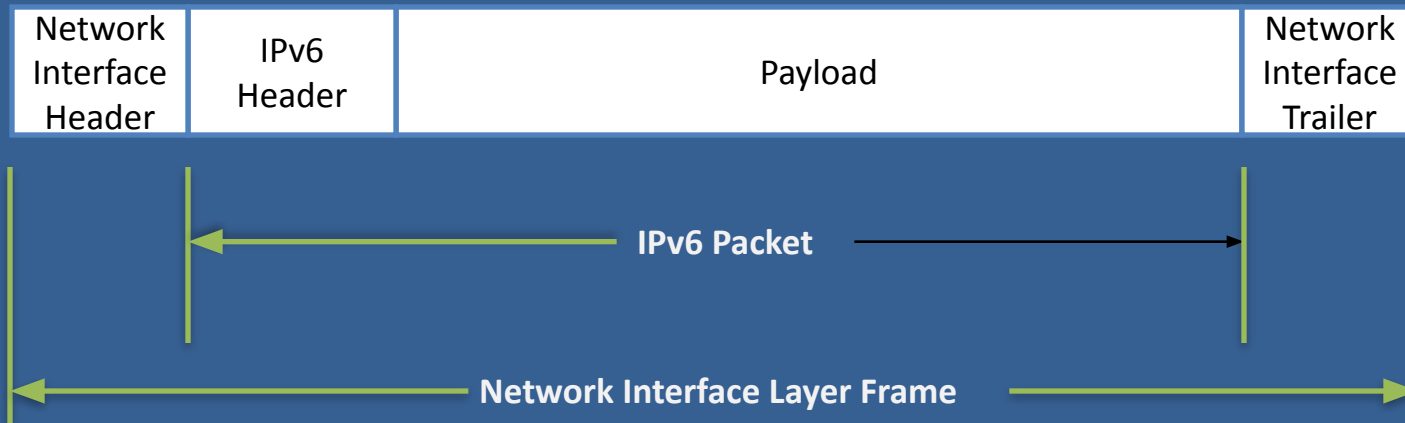 Network
Interface
Header
IPv6
Header
Payload
Network
Interface
Trailer
IPv6 Packet
Network Interface Layer Frame